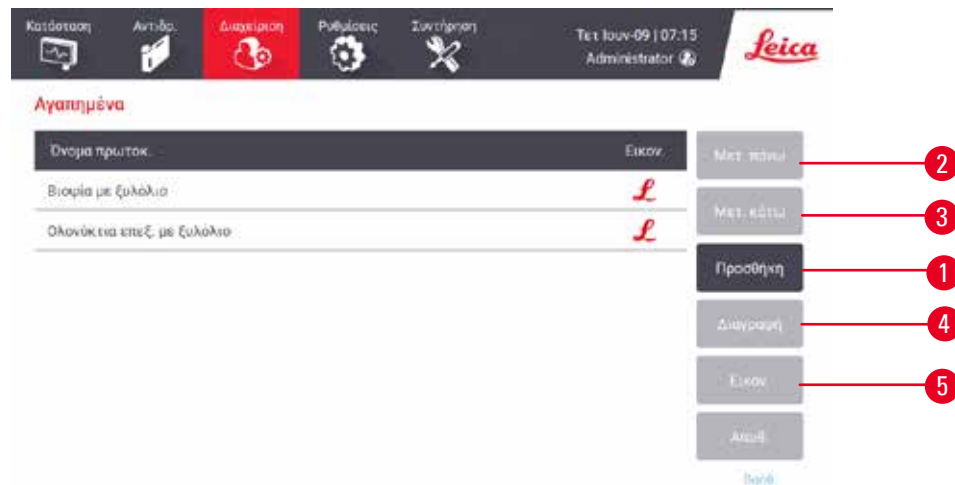 Κατάσταση Αντιδρ. Διαχείριση Ρυθμίσεις Συντήρηση
Τετ Ιουν-09 | 07:15
Administrator
Leica
Αγαπημένα
Όνομα πρωτοκ. Εικον.
Βιοψία με ξυλόλιο
Ολονύκτια επεξ. με ξυλόλιο
Μετ. πάνω
2
Μετ. κάτω
3
Προσθήκη
1
Διαγραφή
4
Εικον.
5